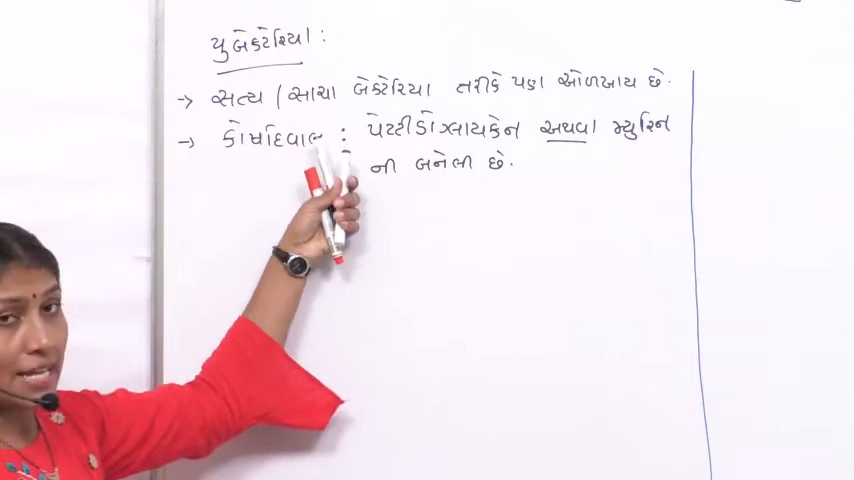 યુબેક્ટેરિયા :
→ સત્ય / સાચા બેક્ટેરિયા તરીકે પણ ઓળખાય છે.
→ કોષદિવાલ : પેપ્ટીડોગ્લાયકેન અથવા મ્યુરિન
ની બનેલી છે.